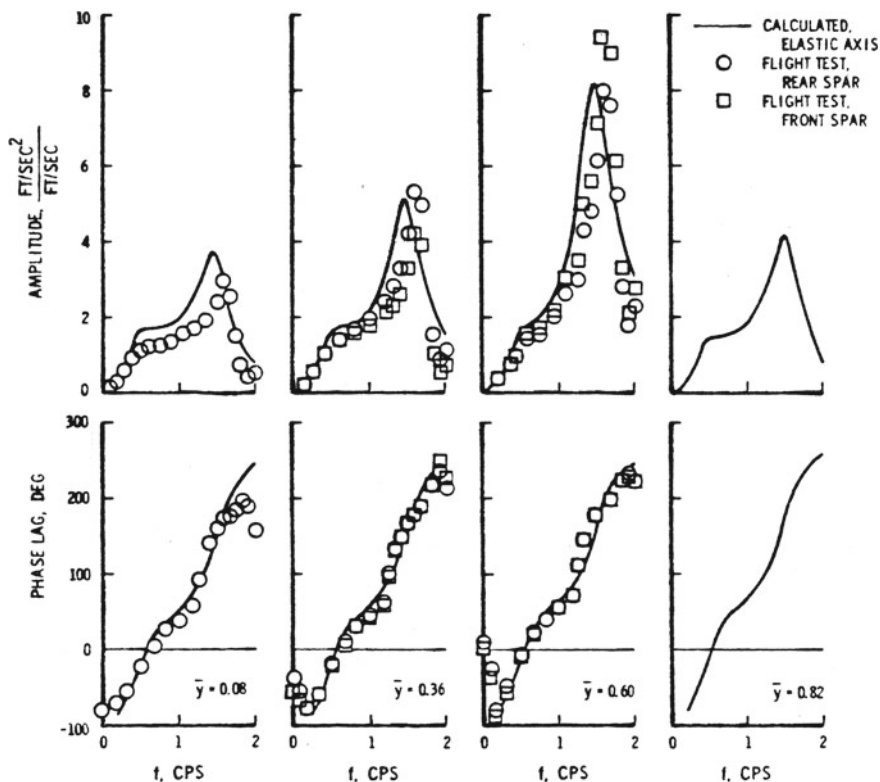 CALCULATED,
ELASTIC AXIS
FLIGHT TEST,
REAR SPAR
FLIGHT TEST,
FRONT SPAR
AMPLITUDE, FT/SEC²
FT/SEC
10
8
6
4
2
0
PHASE LAG, DEG
300
200
100
0
-100
ȳ = 0.08
ȳ = 0.36
ȳ = 0.60
ȳ = 0.82
0 1 2
0 1 2
0 1 2
0 1 2
f, CPS
f, CPS
f, CPS
f, CPS